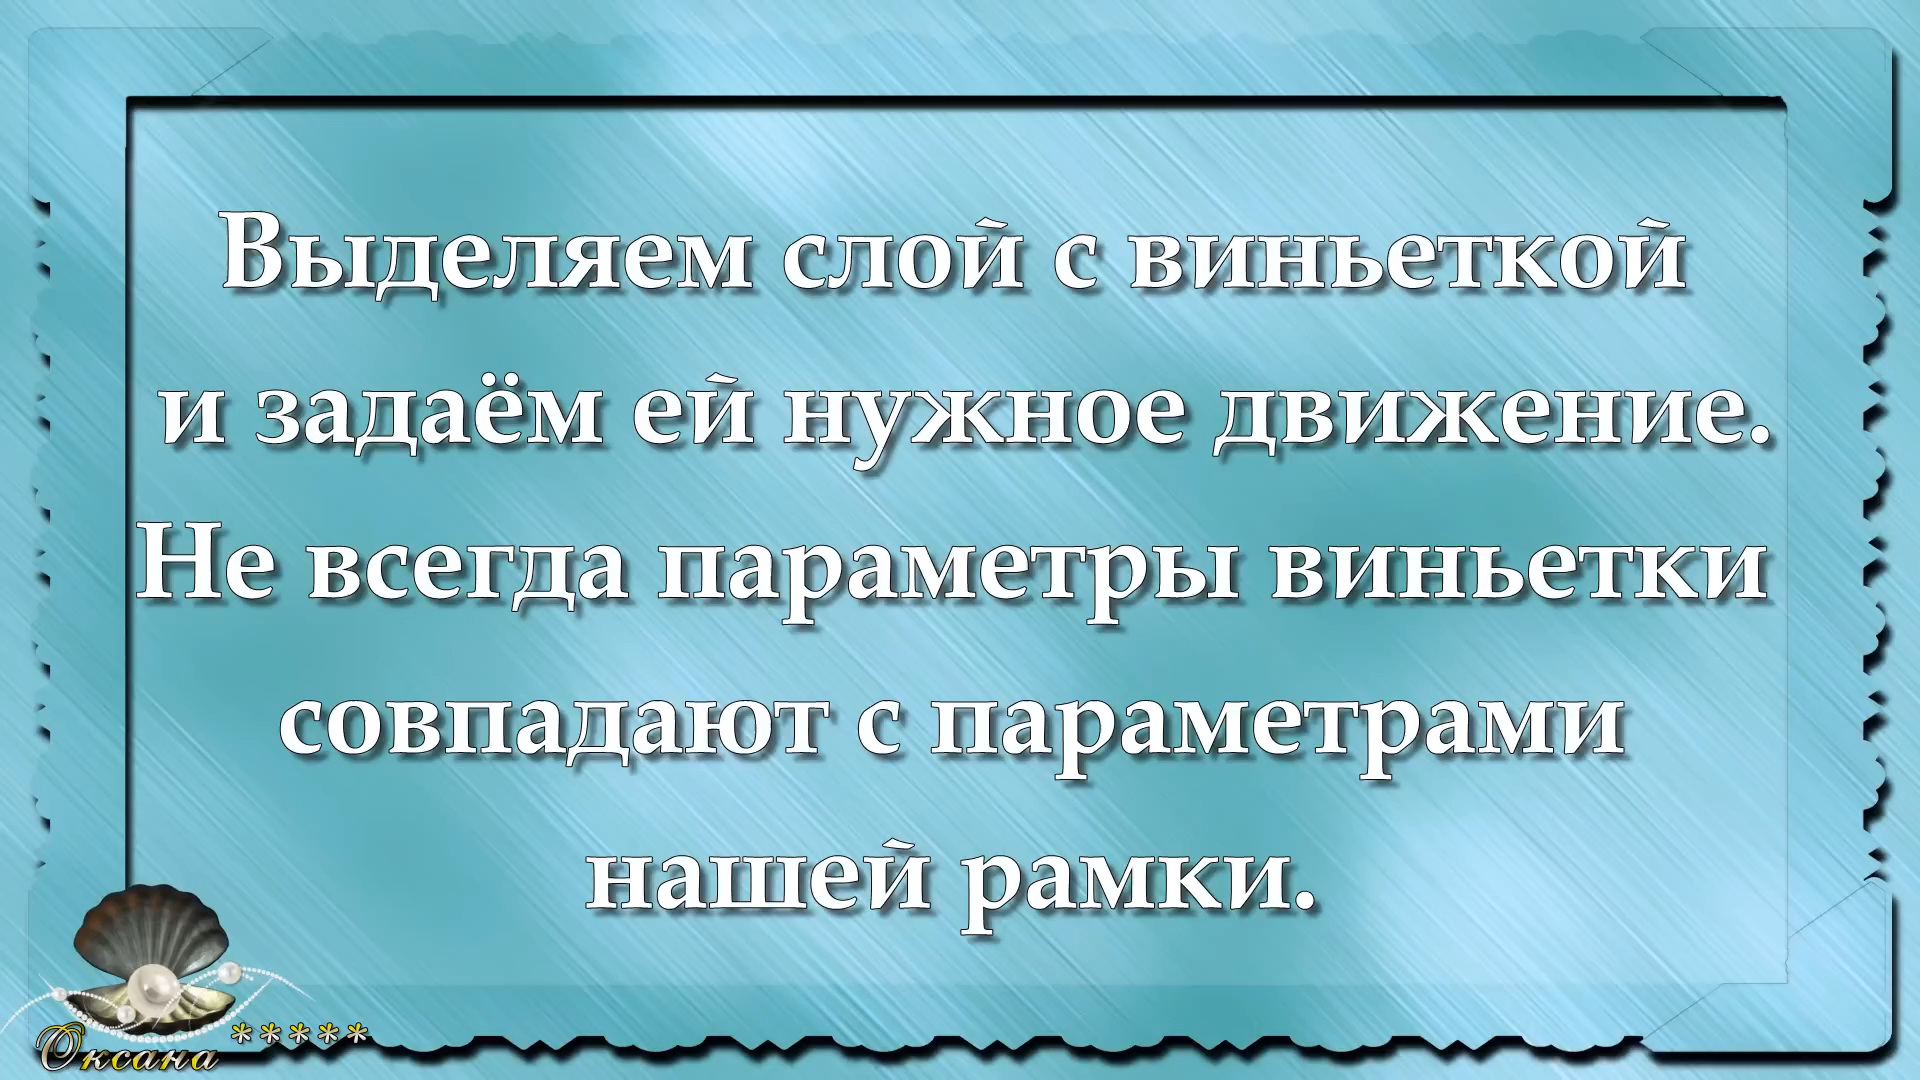 Выделяем слой с виньеткой
и задаём ей нужное движение.
Не всегда параметры виньетки
совпадают с параметрами
нашей рамки.
Оксана *****